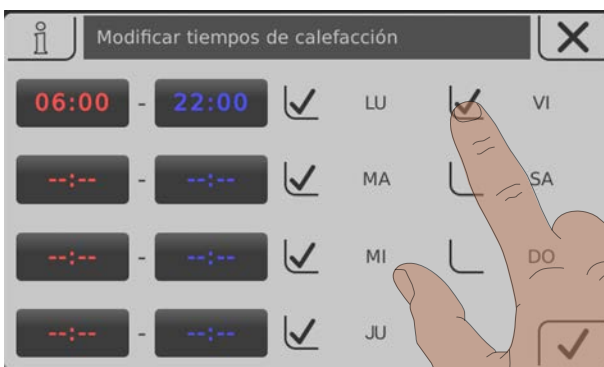 Modificar tiempos de calefacción
06:00 - 22:00 LU VI
--:-- - --:-- MA SA
--:-- - --:-- MI DO
--:-- - --:-- JU